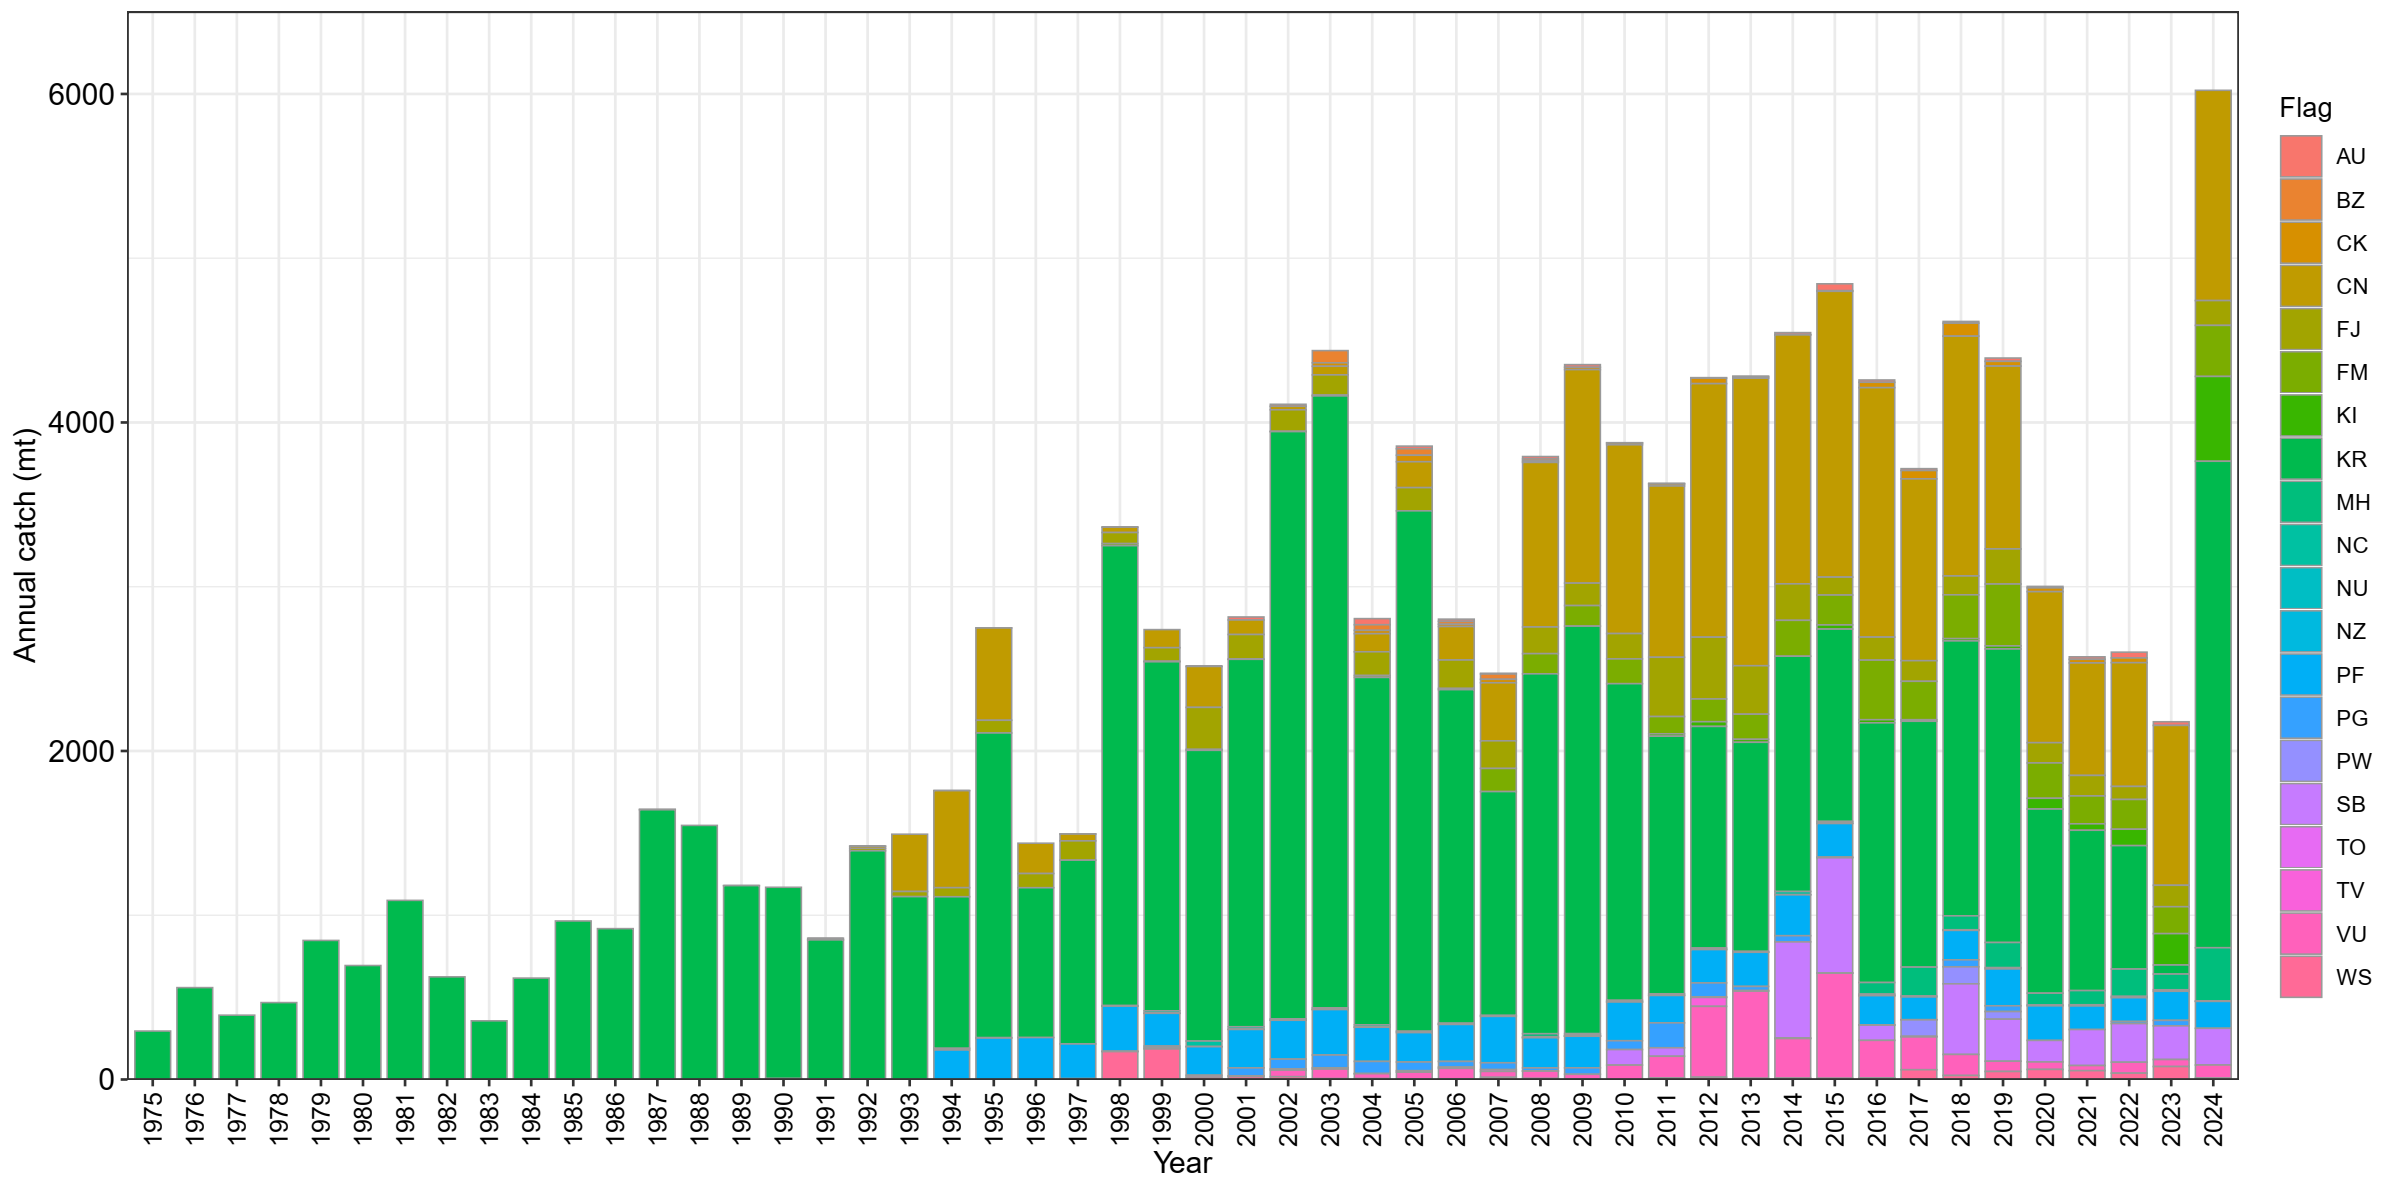 Annual catch (mt)
6000
4000
2000
0
1975 1976 1977 1978 1979 1980 1981 1982 1983 1984 1985 1986 1987 1988 1989 1990 1991 1992 1993 1994 1995 1996 1997 1998 1999 2000 2001 2002 2003 2004 2005 2006 2007 2008 2009 2010 2011 2012 2013 2014 2015 2016 2017 2018 2019 2020 2021 2022 2023 2024
Year
Flag
AU
BZ
CK
CN
FJ
FM
KI
KR
MH
NC
NU
NZ
PF
PG
PW
SB
TO
TV
VU
WS